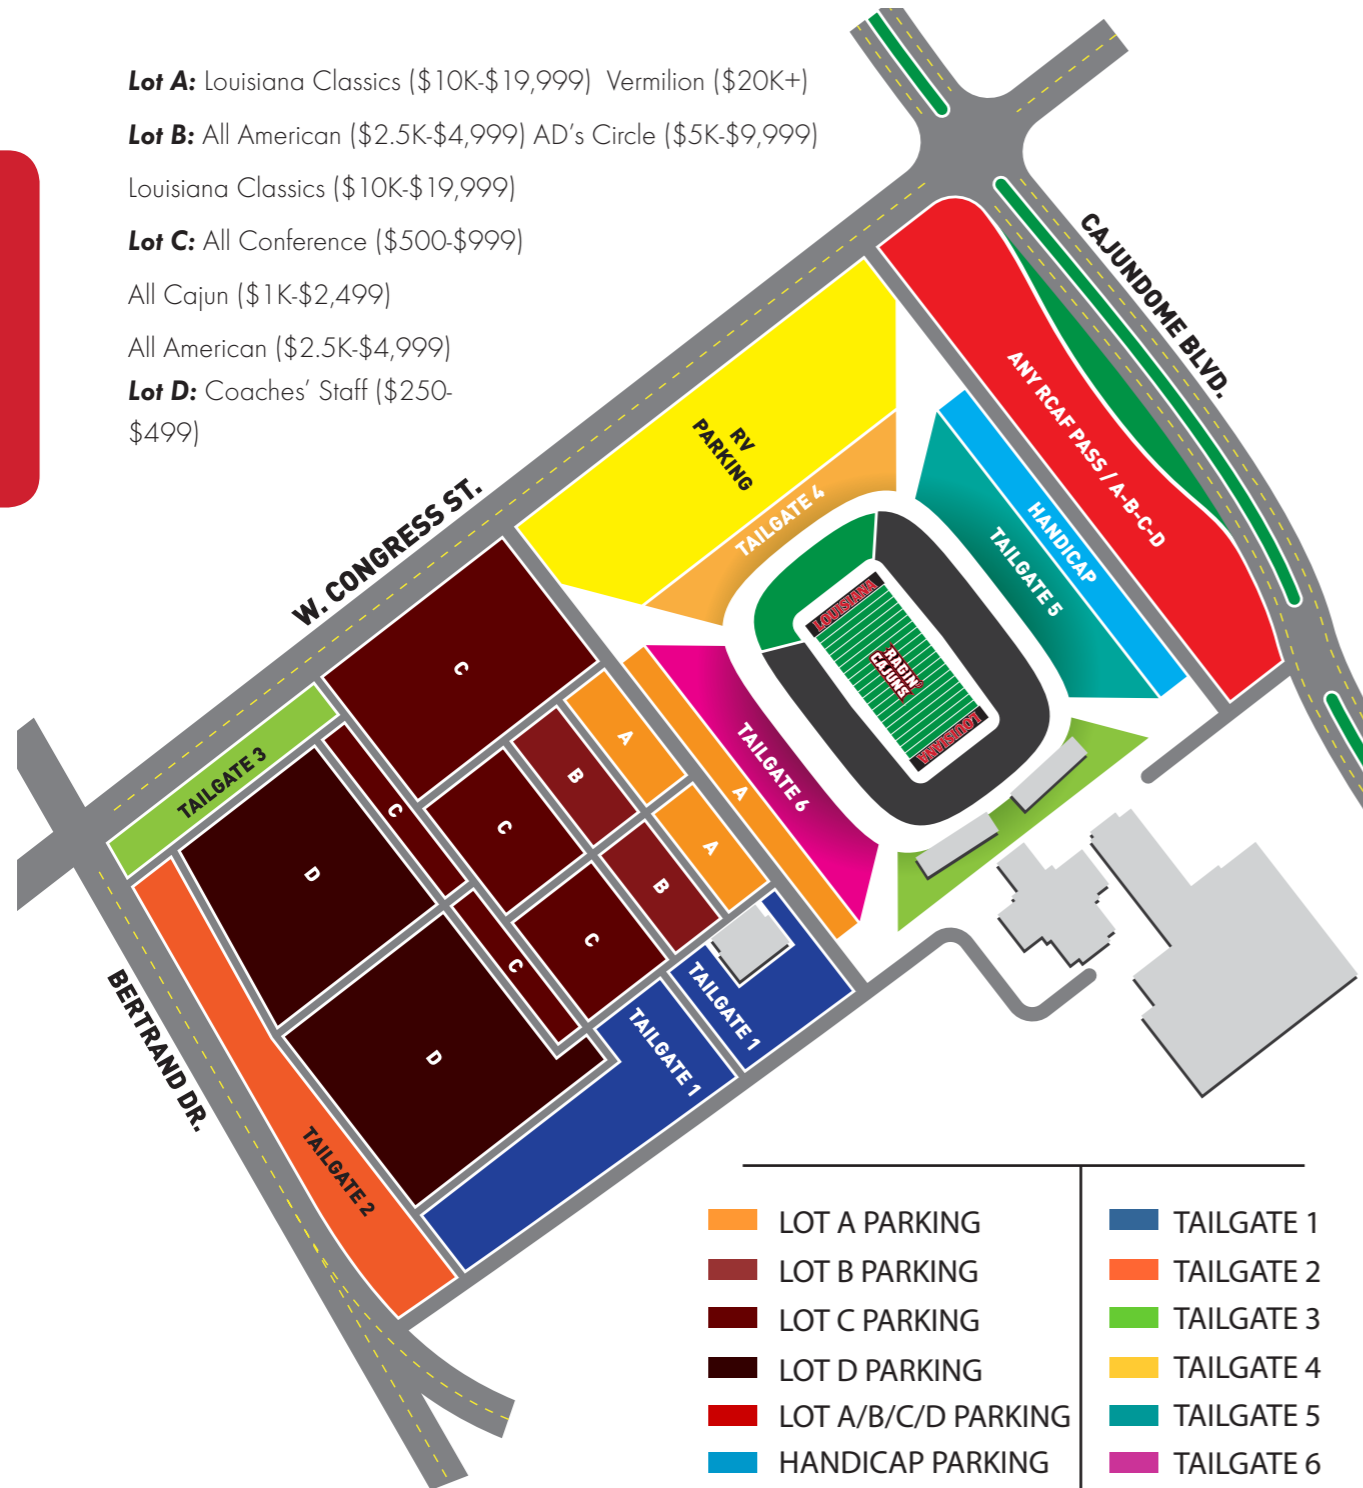 Lot A: Louisiana Classics ($10K-$19,999)  Vermilion ($20K+)
Lot B: All American ($2.5K-$4,999) AD's Circle ($5K-$9,999)
Louisiana Classics ($10K-$19,999)
Lot C: All Conference ($500-$999)
All Cajun ($1K-$2,499)
All American ($2.5K-$4,999)
Lot D: Coaches' Staff ($250-
$499)
CAJUNDOME BLVD.
ANY RCAF PASS / A-B-C-D
RV
PARKING
TAILGATE 4
HANDICAP
TAILGATE 5
W. CONGRESS ST.
LOUISIANA
RAGIN'
CAJUNS
LOUISIANA
C
A
TAILGATE 6
A
B
TAILGATE 3
C
C
A
D
B
C
C
TAILGATE 1
TAILGATE 1
D
BERTRAND DR.
TAILGATE 2
LOT A PARKING
LOT B PARKING
LOT C PARKING
LOT D PARKING
LOT A/B/C/D PARKING
HANDICAP PARKING
TAILGATE 1
TAILGATE 2
TAILGATE 3
TAILGATE 4
TAILGATE 5
TAILGATE 6